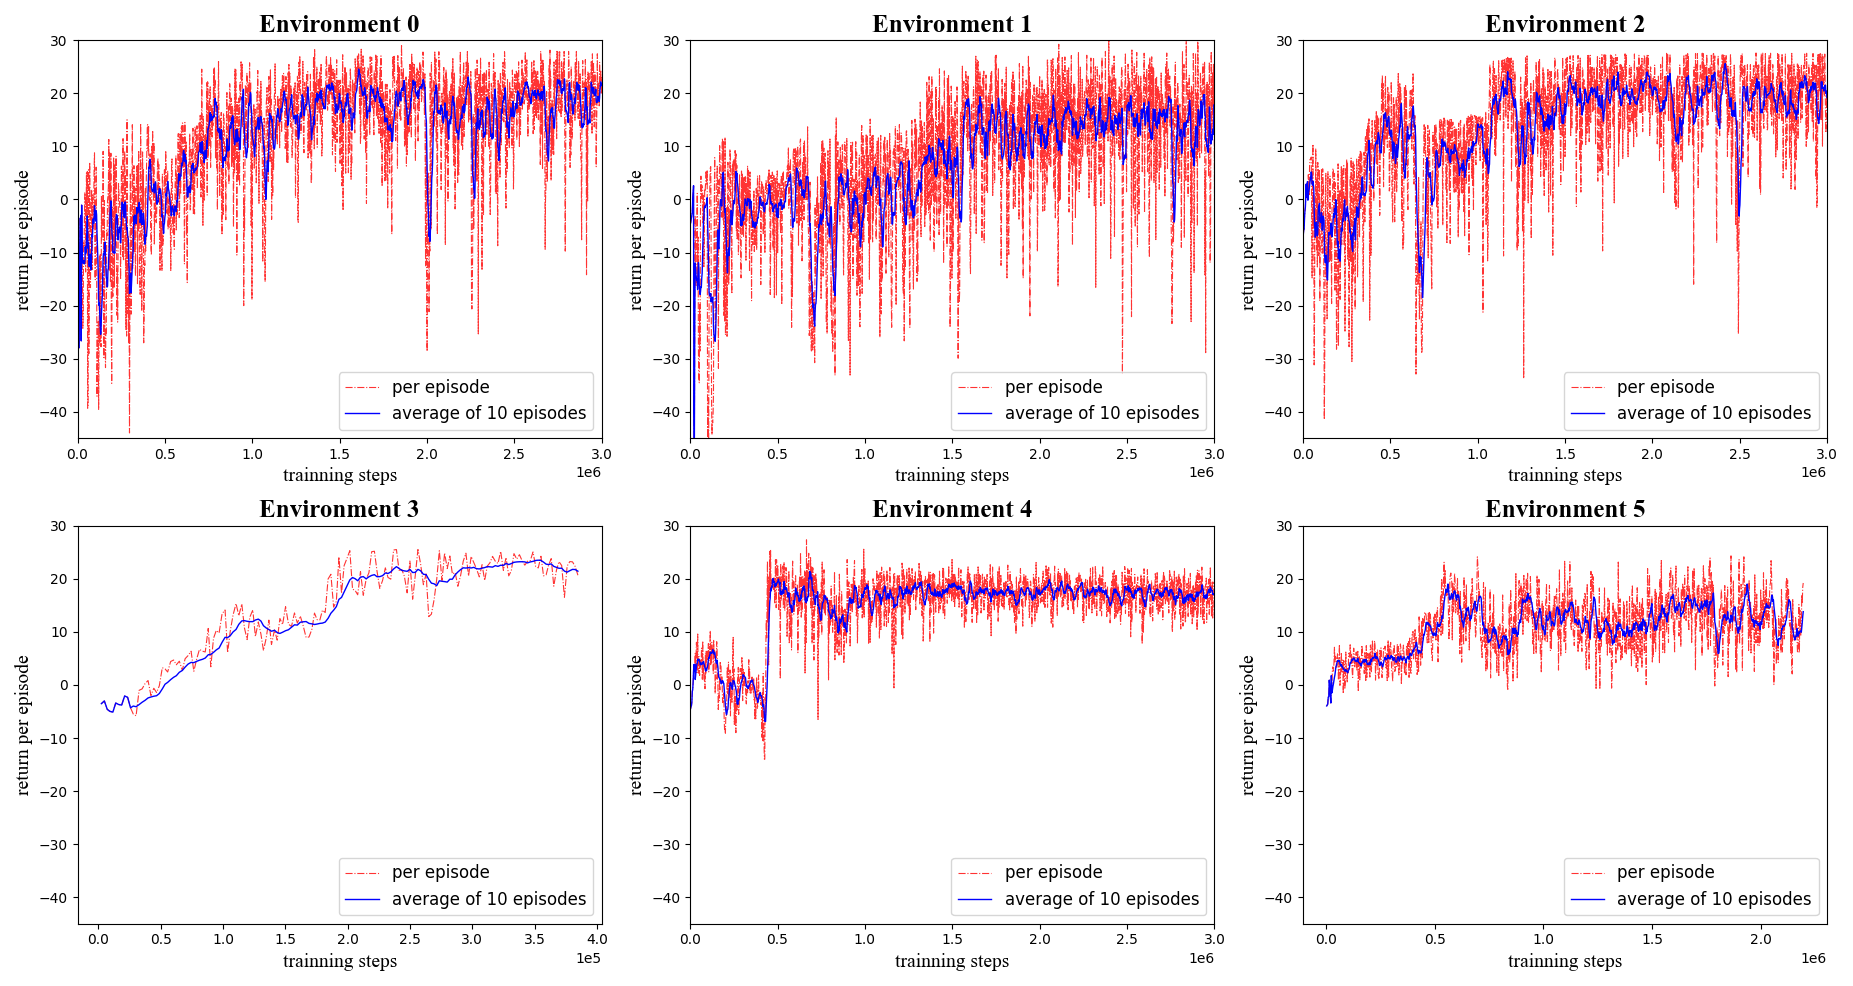 Environment 0
30
20
10
0
−10
−20
−30
−40
return per episode
per episode
average of 10 episodes
0.0 0.5 1.0 1.5 2.0 2.5 3.0
trainning steps
1e6
Environment 1
30
20
10
0
−10
−20
−30
−40
return per episode
per episode
average of 10 episodes
0.0 0.5 1.0 1.5 2.0 2.5 3.0
trainning steps
1e6
Environment 2
30
20
10
0
−10
−20
−30
−40
return per episode
per episode
average of 10 episodes
0.0 0.5 1.0 1.5 2.0 2.5 3.0
trainning steps
1e6
Environment 3
30
20
10
0
−10
−20
−30
−40
return per episode
per episode
average of 10 episodes
0.0 0.5 1.0 1.5 2.0 2.5 3.0 3.5 4.0
trainning steps
1e5
Environment 4
30
20
10
0
−10
−20
−30
−40
return per episode
per episode
average of 10 episodes
0.0 0.5 1.0 1.5 2.0 2.5 3.0
trainning steps
1e6
Environment 5
30
20
10
0
−10
−20
−30
−40
return per episode
per episode
average of 10 episodes
0.0 0.5 1.0 1.5 2.0
trainning steps
1e6